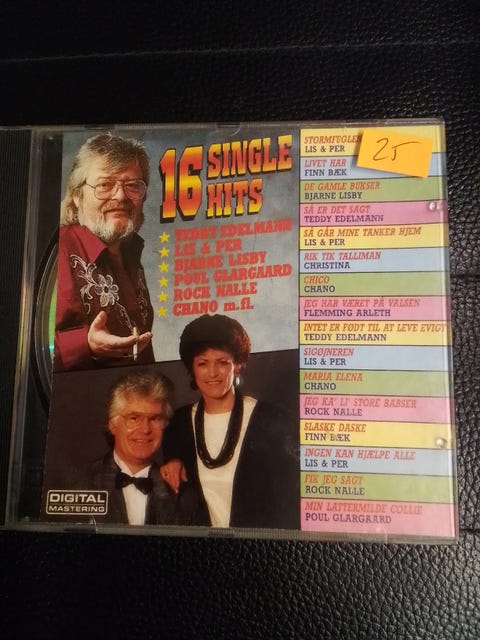 16 SINGLE
HITS
TEDDY EDELMANN
LIS & PER
BJARNE LISBY
POUL GLARGAARD
ROCK NALLE
CHANO m.fl.
DIGITAL
MASTERING
25
STORMFUGLEN
LIS & PER
LIVET HAR
FINN BÆK
DE GAMLE BUKSER
BJARNE LISBY
SÅ ER DET SAGT
TEDDY EDELMANN
SÅ GÅR MINE TANKER HJEM
LIS & PER
RIK TIK TALLIMAN
CHRISTINA
CHICO
CHANO
JEG HAR VÆRET PÅ VALSEN
FLEMMING ARLETH
INTET ER FØDT TIL AT LEVE EVIGT
TEDDY EDELMANN
SIGØJNEREN
LIS & PER
MARIA ELENA
CHANO
JEG KA' LI' STORE BABSER
ROCK NALLE
SLASKE DASKE
FINN BÆK
INGEN KAN HJÆLPE ALLE
LIS & PER
FIK JEG SAGT
ROCK NALLE
MIN LATTERMILDE COLLIE
POUL GLARGAARD